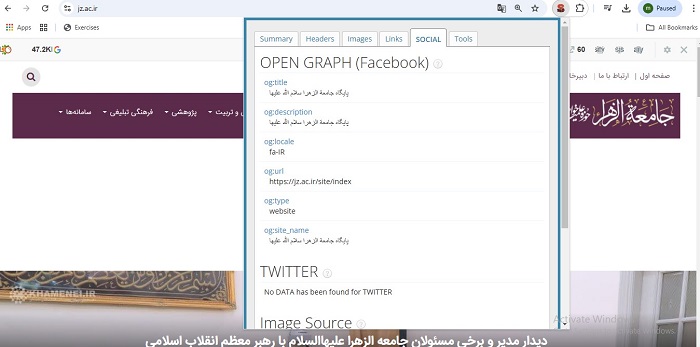 jz.ac.ir
Paused
Apps
Exercises
All Bookmarks
47.2K
60
صفحه اول
ارتباط با ما
جامعة الزهرا
و تربیت
پژوهشی
فرهنگی تبلیغی
سامانه‌ها
Summary
Headers
Images
Links
SOCIAL
Tools
OPEN GRAPH (Facebook)
og:title
پایگاه جامعة الزهرا سلام الله علیها
og:description
پایگاه جامعة الزهرا سلام الله علیها
og:locale
fa-IR
og:url
https://jz.ac.ir/site/index
og:type
website
og:site_name
پایگاه جامعة الزهرا سلام الله علیها
TWITTER
No DATA has been found for TWITTER
Image_Source
KHAMENEI.IR
Activate Windows
دیدار مدیر و برخی مسئولان جامعه الزهرا علیهاالسلام با رهبر معظم انقلاب اسلامی